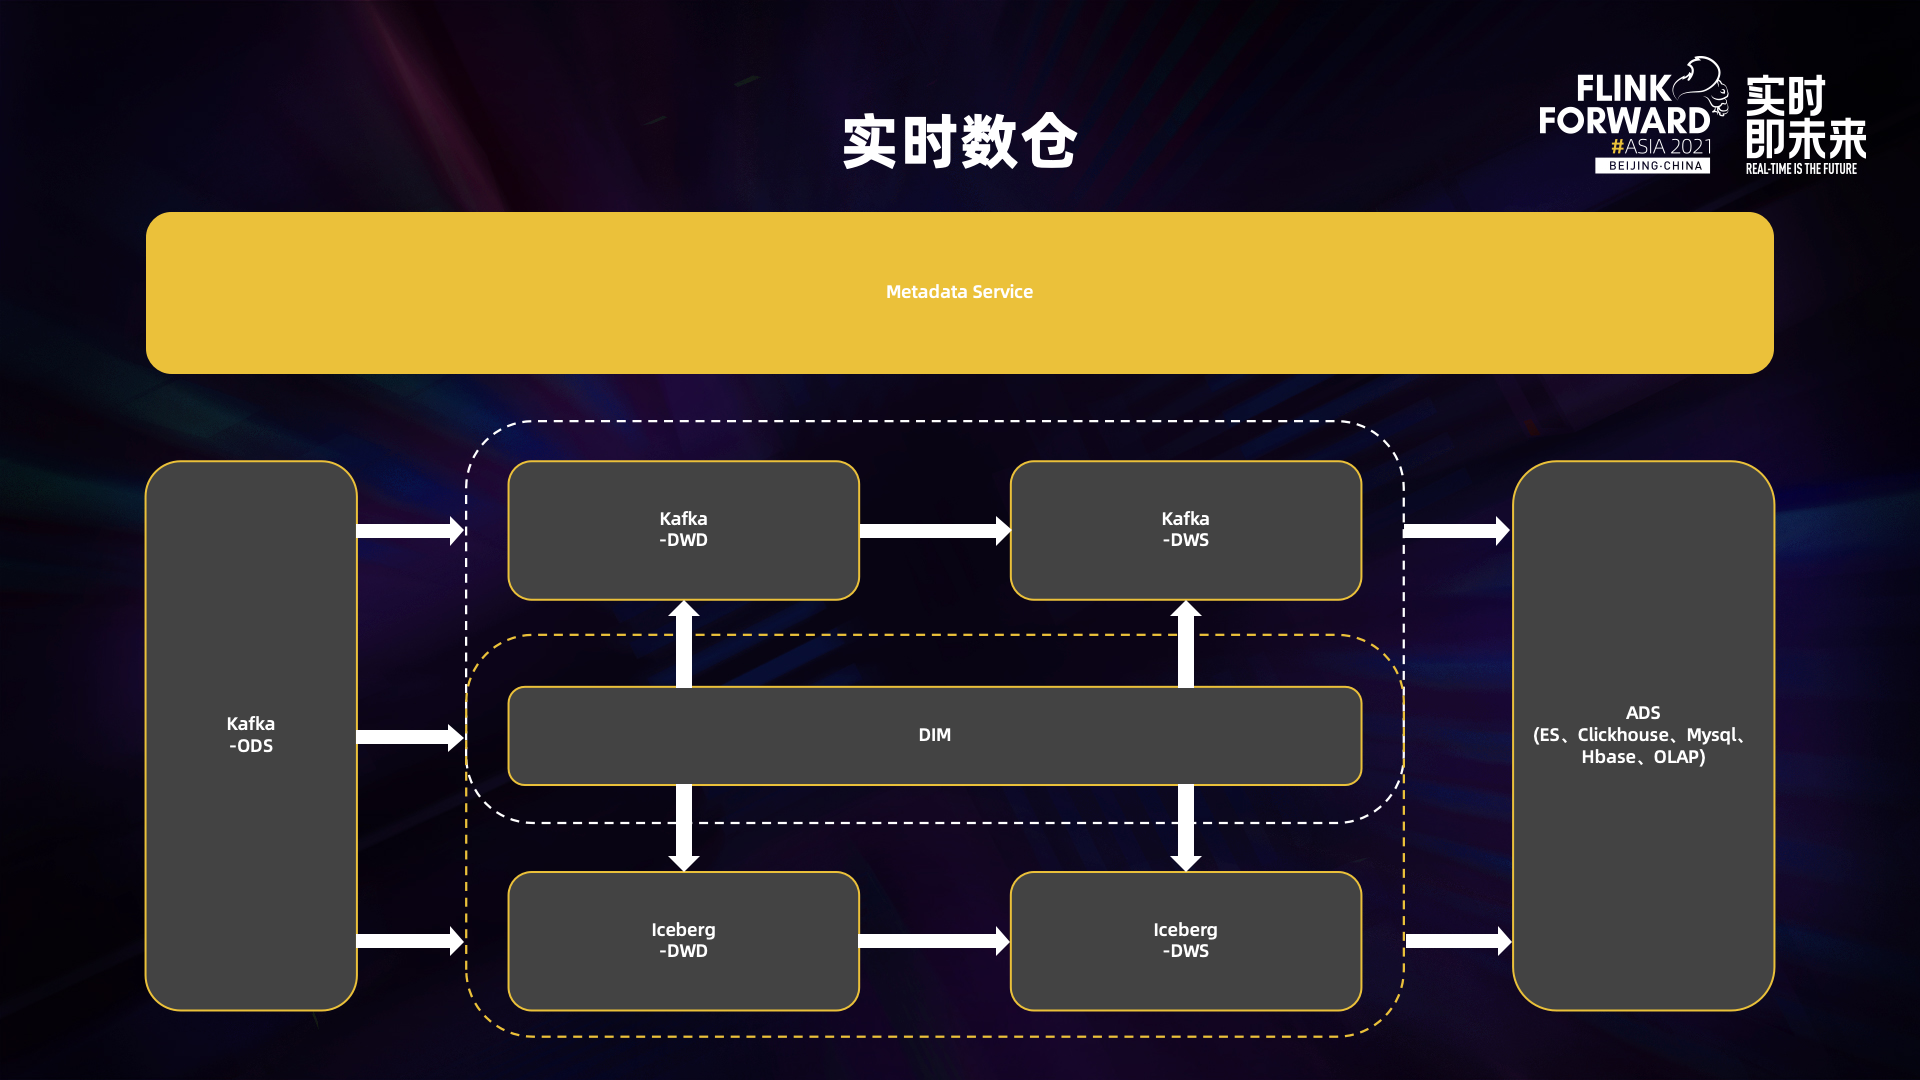 实时数仓
FLINK
FORWARD
#ASIA 2021
BEIJING·CHINA
实时
即未来
REAL-TIME IS THE FUTURE
Metadata Service
Kafka
-ODS
Kafka
-DWD
Kafka
-DWS
DIM
Iceberg
-DWD
Iceberg
-DWS
ADS
(ES、Clickhouse、Mysql、
Hbase、OLAP)